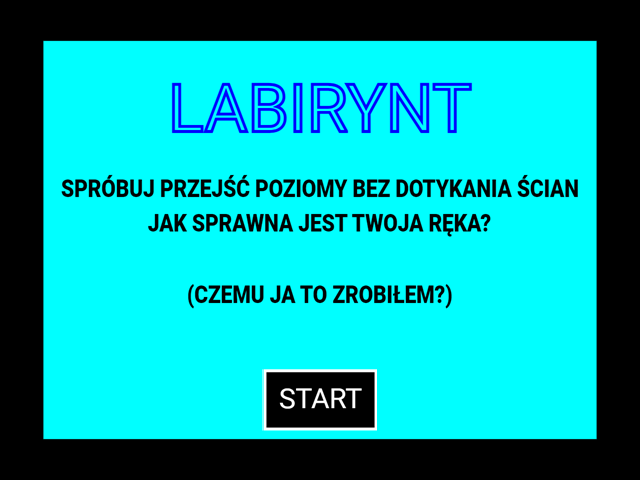 LABIRYNT
SPRÓBUJ PRZEJŚĆ POZIOMY BEZ DOTYKANIA ŚCIAN
JAK SPRAWNA JEST TWOJA RĘKA?
(CZEMU JA TO ZROBIŁEM?)
START